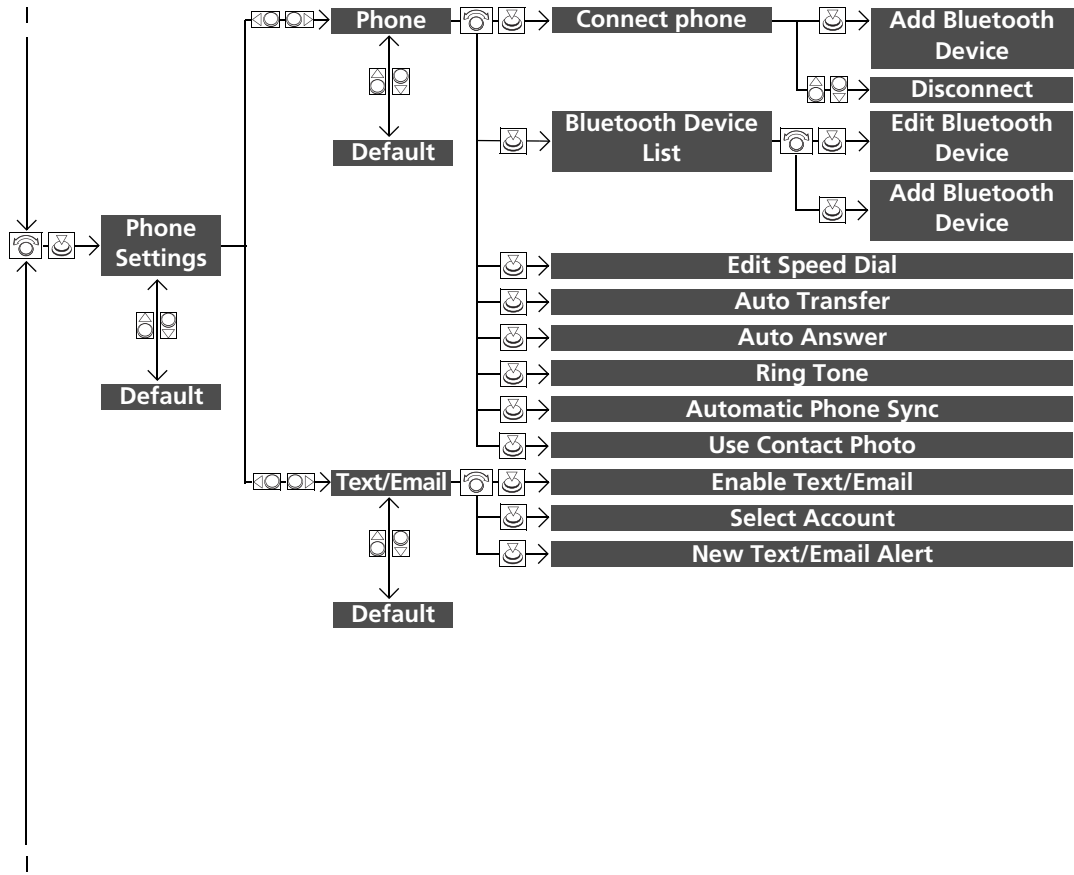 Phone
Connect phone
Add Bluetooth
Device
Disconnect
Default
Bluetooth Device
List
Edit Bluetooth
Device
Add Bluetooth
Device
Phone
Settings
Default
Edit Speed Dial
Auto Transfer
Auto Answer
Ring Tone
Automatic Phone Sync
Use Contact Photo
Text/Email
Enable Text/Email
Select Account
New Text/Email Alert
Default